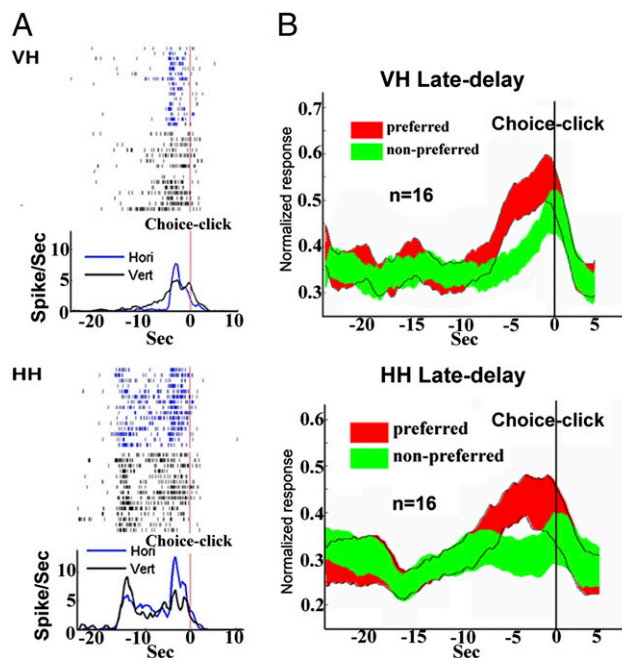 A
VH
Choice-click
Spike/Sec
10
5
0
Hori
Vert
-20 -10 0 10
Sec
HH
Choice-click
Spike/Sec
10
5
0
Hori
Vert
-20 -10 0 10
Sec
B
VH Late-delay
Normalized response
0.7
0.6
0.5
0.4
0.3
preferred
non-preferred
Choice-click
n=16
-20 -15 -10 -5 0 5
Sec
HH Late-delay
Normalized response
0.6
0.5
0.4
0.3
0.2
preferred
non-preferred
Choice-click
n=16
-20 -15 -10 -5 0 5
Sec